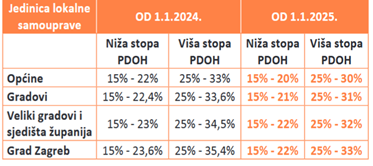 Jedinica lokalne samouprave OD 1.1.2024. OD 1.1.2025.
Niža stopa PDOH Viša stopa PDOH Niža stopa PDOH Viša stopa PDOH
Općine 15% - 22% 25% - 33% 15% - 20% 25% - 30%
Gradovi 15% - 22,4% 25% - 33,6% 15% - 21% 25% - 31%
Veliki gradovi i sjedišta županija 15% - 23% 25% - 34,5% 15% - 22% 25% - 32%
Grad Zagreb 15% - 23,6% 25% - 35,4% 15% - 22% 25% - 33%